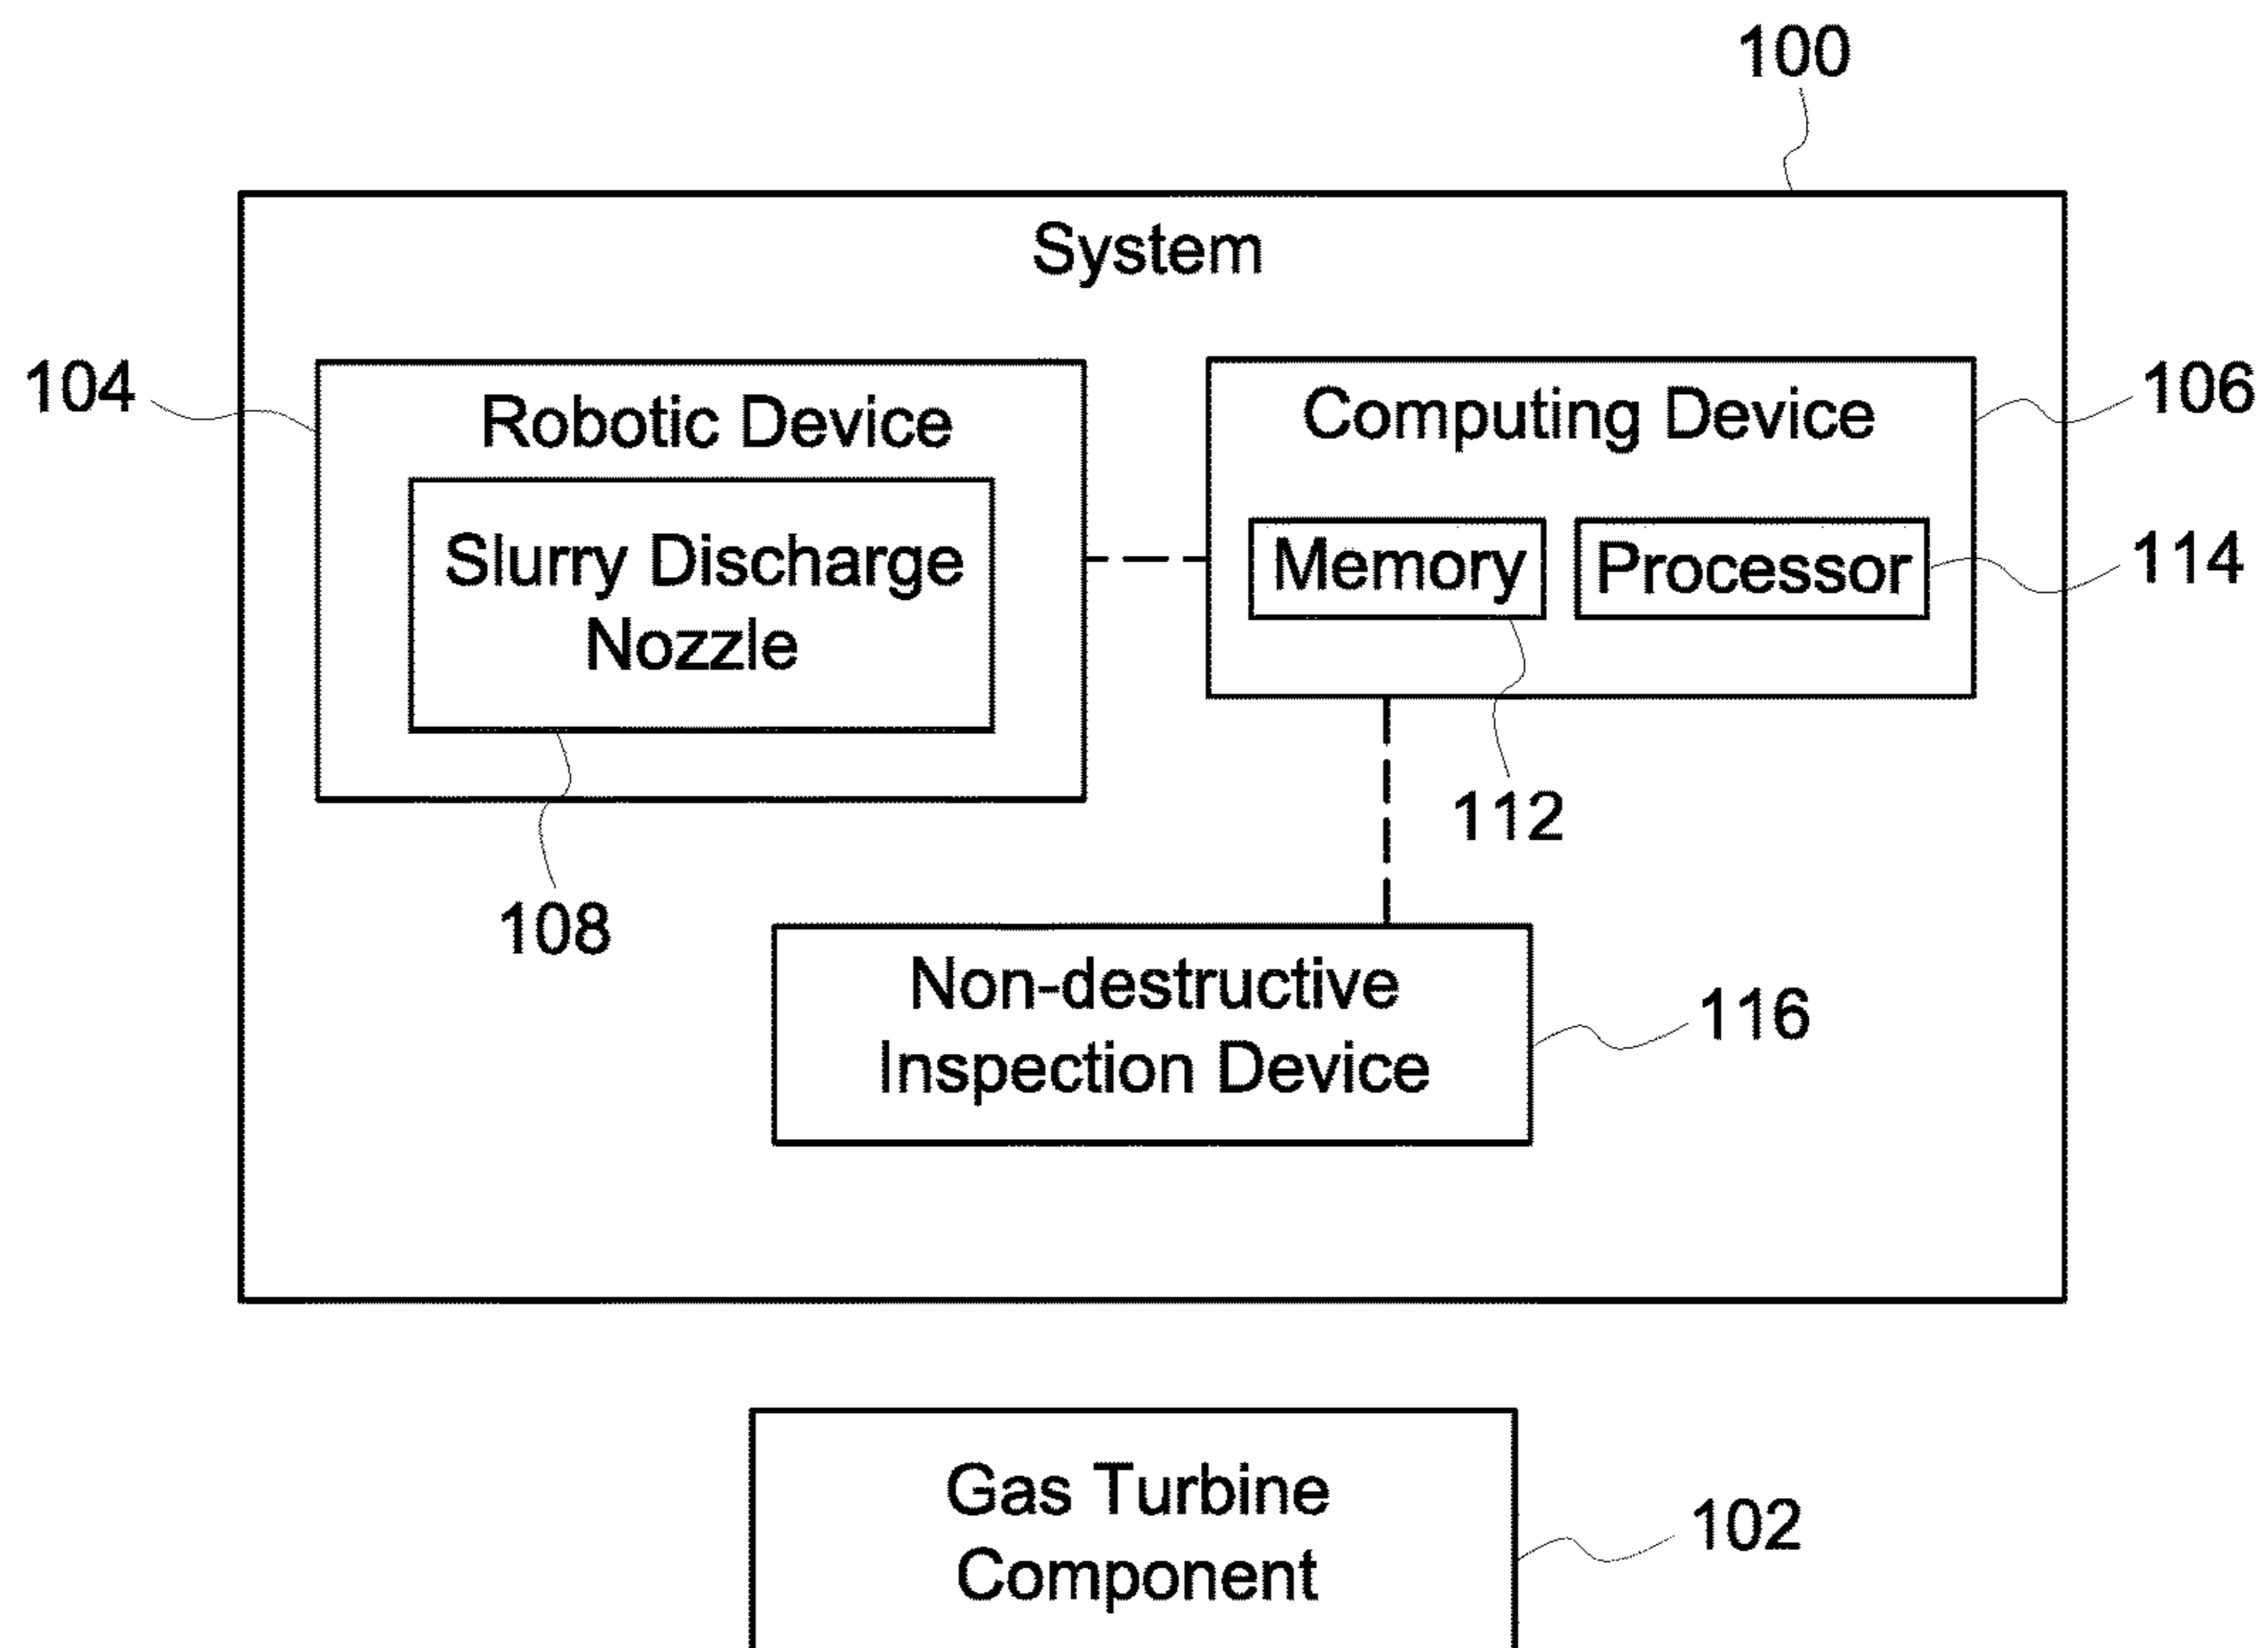 100
System
104
Robotic Device
Computing Device
106
Slurry Discharge
Nozzle
Memory
Processor
114
112
108
Non-destructive
Inspection Device
116
Gas Turbine
Component
102